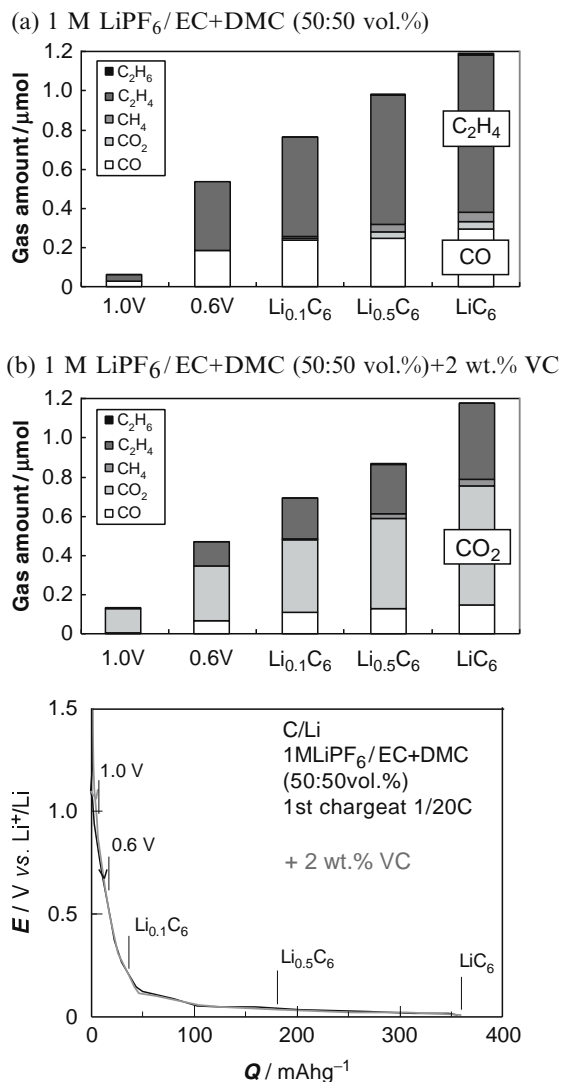 (a) 1 M LiPF₆/EC+DMC (50:50 vol.%)
Gas amount/μmol
1.2
1.0
0.8
0.6
0.4
0.2
0
C₂H₆
C₂H₄
CH₄
CO₂
CO
C₂H₄
CO
1.0V
0.6V
Li₀.₁C₆
Li₀.₅C₆
LiC₆
(b) 1 M LiPF₆/EC+DMC (50:50 vol.%)+2 wt.% VC
Gas amount/μmol
1.2
1.0
0.8
0.6
0.4
0.2
0
C₂H₆
C₂H₄
CH₄
CO₂
CO
CO₂
1.0V
0.6V
Li₀.₁C₆
Li₀.₅C₆
LiC₆
E / V vs. Li⁺/Li
1.5
1.0
0.5
0
C/Li
1MLiPF₆/EC+DMC
(50:50vol.%)
1st chargeat 1/20C
+ 2 wt.% VC
1.0 V
0.6 V
Li₀.₁C₆
Li₀.₅C₆
LiC₆
0
100
200
300
400
Q / mAhg⁻¹